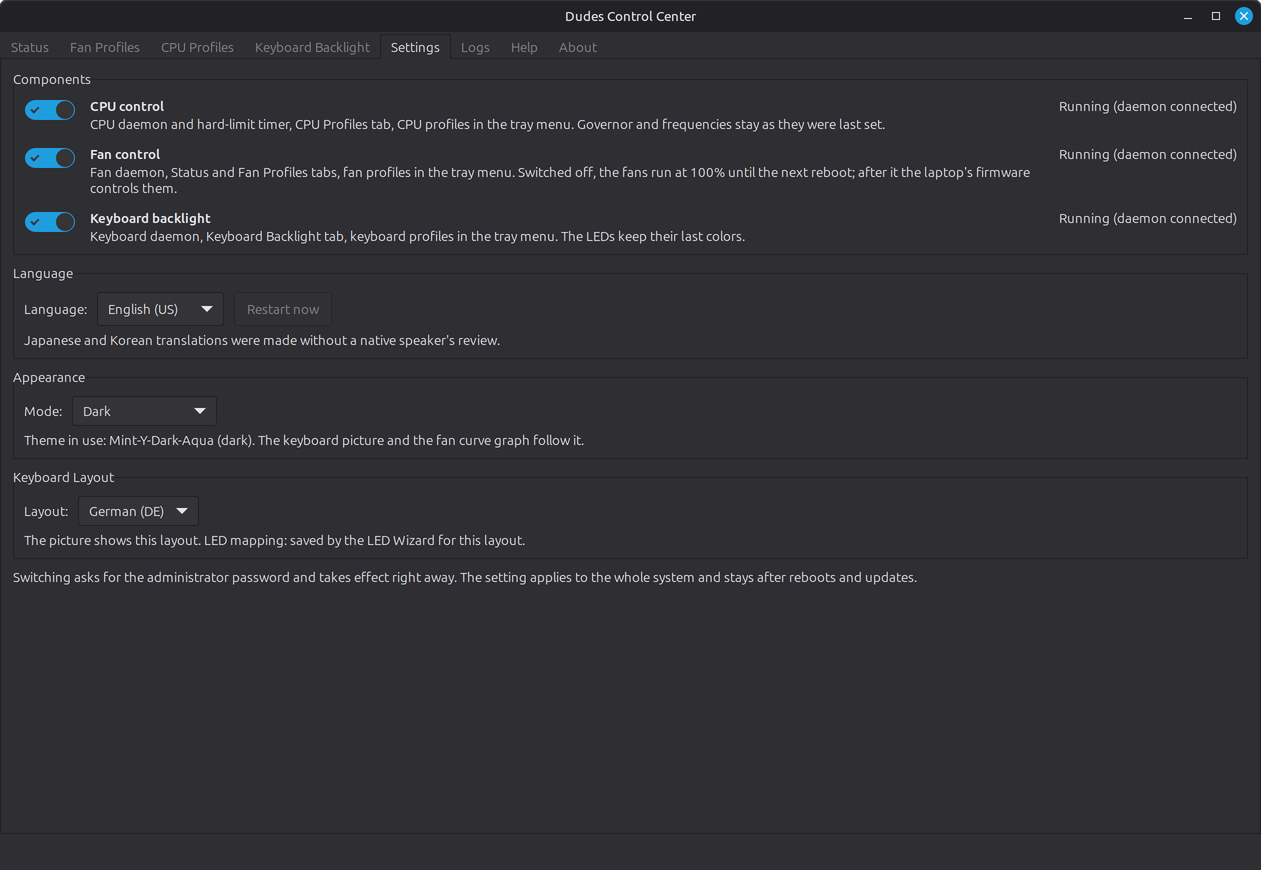 Dudes Control Center
Status Fan Profiles CPU Profiles Keyboard Backlight Settings Logs Help About
Components
CPU control Running (daemon connected)
CPU daemon and hard-limit timer, CPU Profiles tab, CPU profiles in the tray menu. Governor and frequencies stay as they were last set.
Fan control Running (daemon connected)
Fan daemon, Status and Fan Profiles tabs, fan profiles in the tray menu. Switched off, the fans run at 100% until the next reboot; after it the laptop's firmware
controls them.
Keyboard backlight Running (daemon connected)
Keyboard daemon, Keyboard Backlight tab, keyboard profiles in the tray menu. The LEDs keep their last colors.
Language
Language: English (US) Restart now
Japanese and Korean translations were made without a native speaker's review.
Appearance
Mode: Dark
Theme in use: Mint-Y-Dark-Aqua (dark). The keyboard picture and the fan curve graph follow it.
Keyboard Layout
Layout: German (DE)
The picture shows this layout. LED mapping: saved by the LED Wizard for this layout.
Switching asks for the administrator password and takes effect right away. The setting applies to the whole system and stays after reboots and updates.